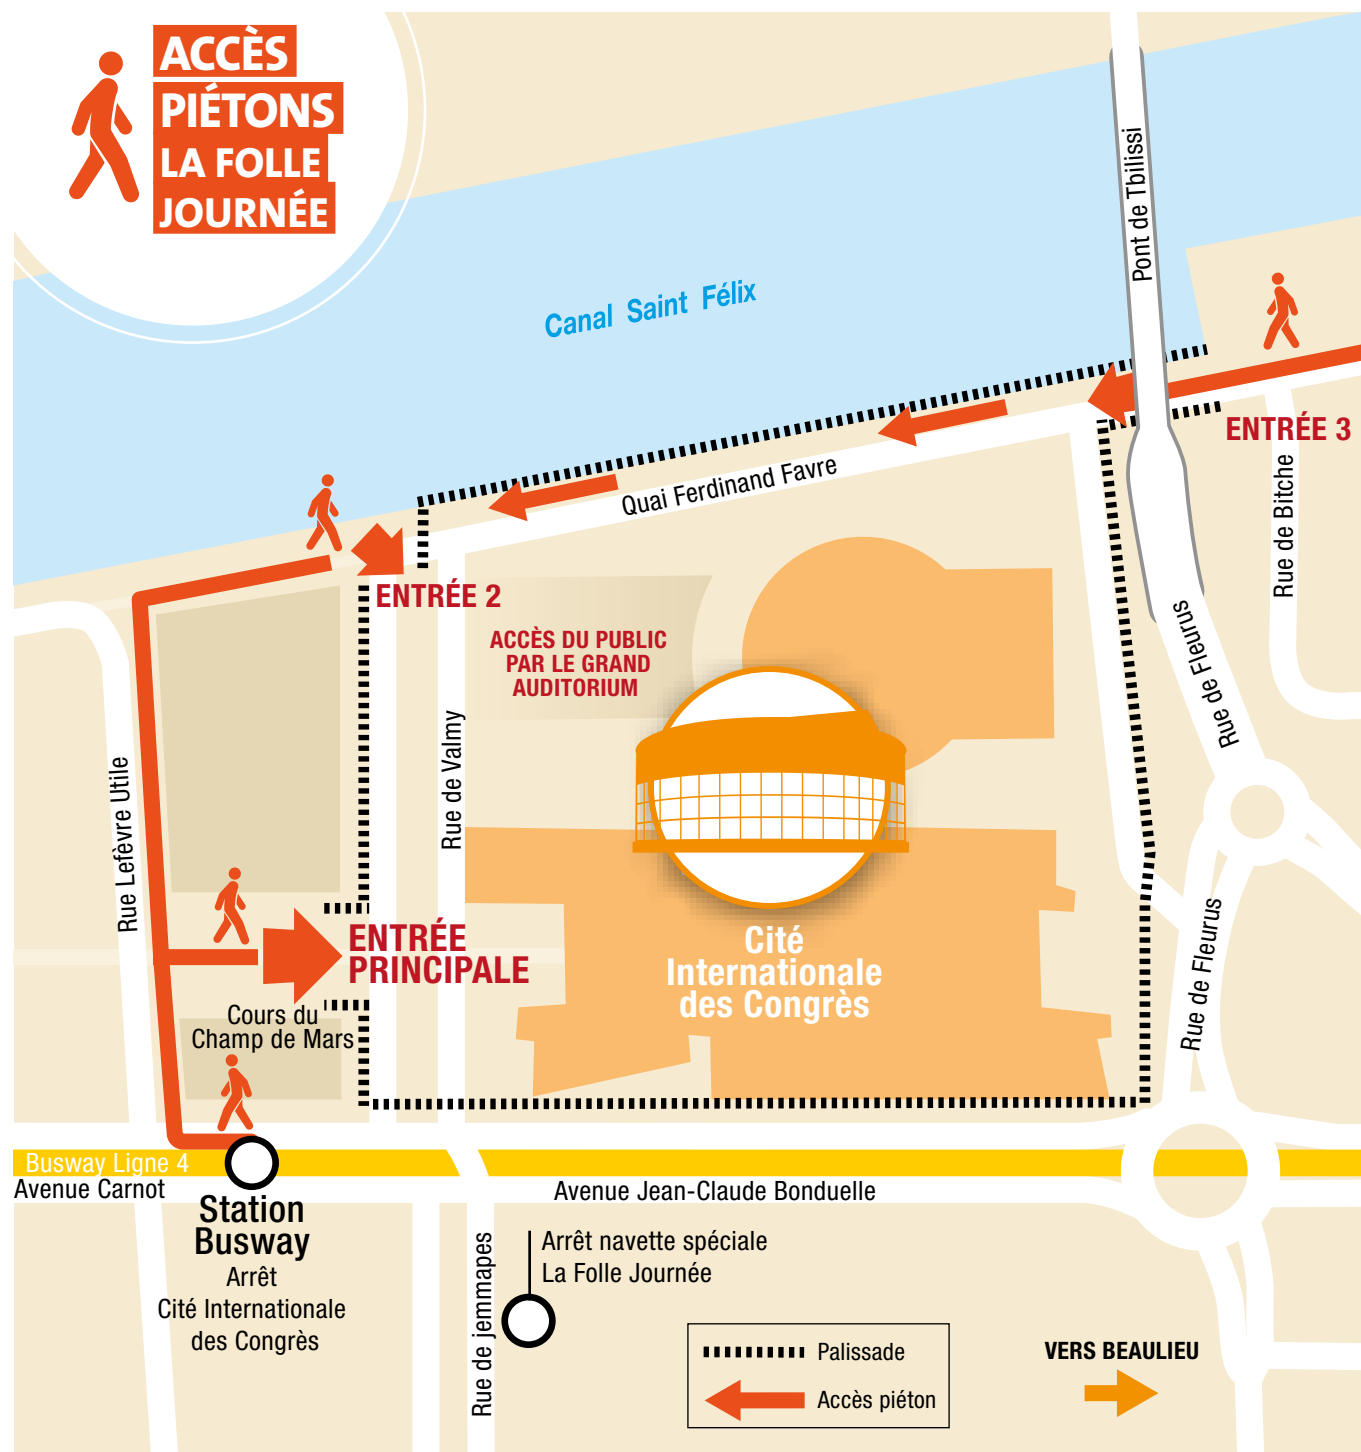 ACCÈS
PIÉTONS
LA FOLLE
JOURNÉE
Pont de Tbilissi
Canal Saint Félix
ENTRÉE 3
Quai Ferdinand Favre
Rue de Bitche
ENTRÉE 2
ACCÈS DU PUBLIC
PAR LE GRAND
AUDITORIUM
Rue de Fleurus
Rue de Valmy
Rue Lefèvre Utile
ENTRÉE
PRINCIPALE
Cité
Internationale
des Congrès
Rue de Fleurus
Cours du
Champ de Mars
Busway Ligne 4
Avenue Carnot
Avenue Jean-Claude Bonduelle
Station
Busway
Arrêt
Cité Internationale
des Congrès
Rue de jemmapes
Arrêt navette spéciale
La Folle Journée
Palissade
Accès piéton
VERS BEAULIEU